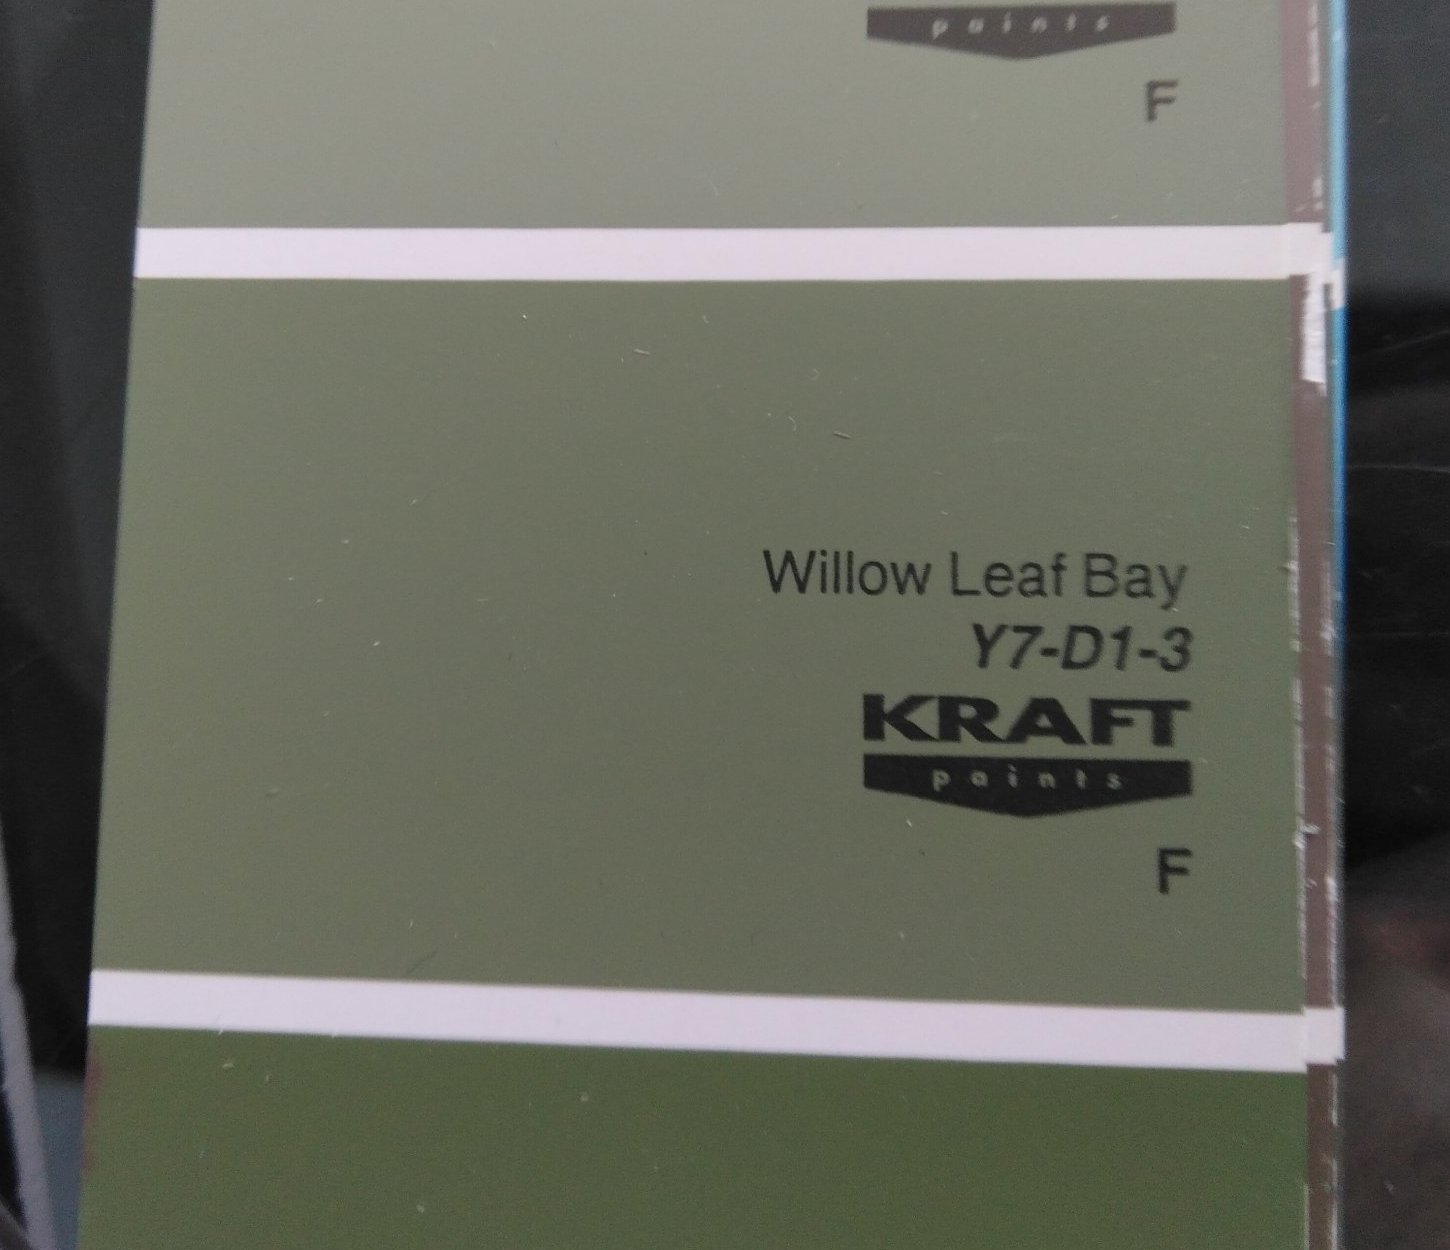 paints
F
Willow Leaf Bay
Y7-D1-3
KRAFT
paints
F